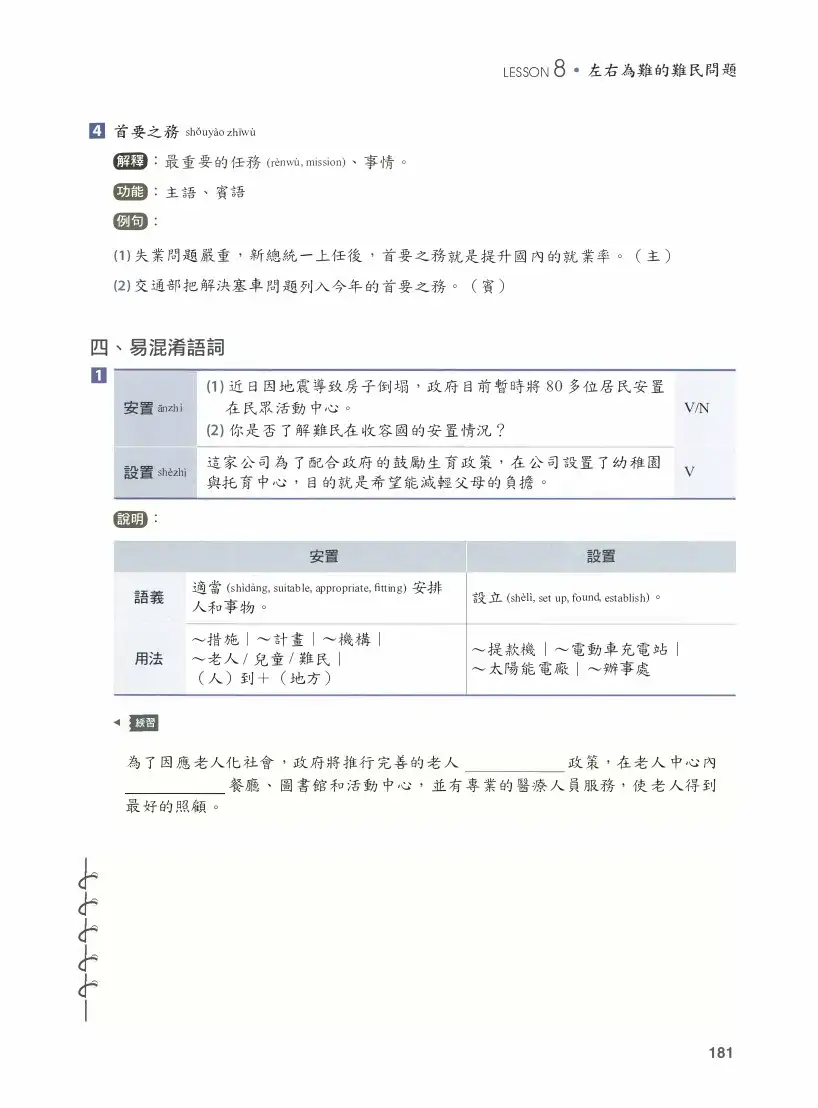 LESSON 8 • 左右為難的難民問題
4 首要之務 shǒuyào zhīwù
解釋：最重要的任務 (rènwù, mission)、事情。
功能：主語、賓語
例句：
(1) 失業問題嚴重，新總統一上任後，首要之務就是提升國內的就業率。（主）
(2) 交通部把解決塞車問題列入今年的首要之務。（賓）
四、易混淆語詞
1
安置 ānzhì
(1) 近日因地震導致房子倒塌，政府目前暫時將 80 多位居民安置
在民眾活動中心。
(2) 你是否了解難民在收容國的安置情況？
V/N
設置 shèzhì
這家公司為了配合政府的鼓勵生育政策，在公司設置了幼稚園
與托育中心，目的就是希望能減輕父母的負擔。
V
說明：
安置 設置
語義
適當 (shìdàng, suitable, appropriate, fitting) 安排
人和事物。
設立 (shèlì, set up, found, establish)。
用法
～措施｜～計畫｜～機構｜
～老人 / 兒童 / 難民｜
（人）到＋（地方）
～提款機｜～電動車充電站｜
～太陽能電廠｜～辦事處
練習
為了因應老人化社會，政府將推行完善的老人 ____________ 政策，在老人中心內
____________ 餐廳、圖書館和活動中心，並有專業的醫療人員服務，使老人得到
最好的照顧。
181